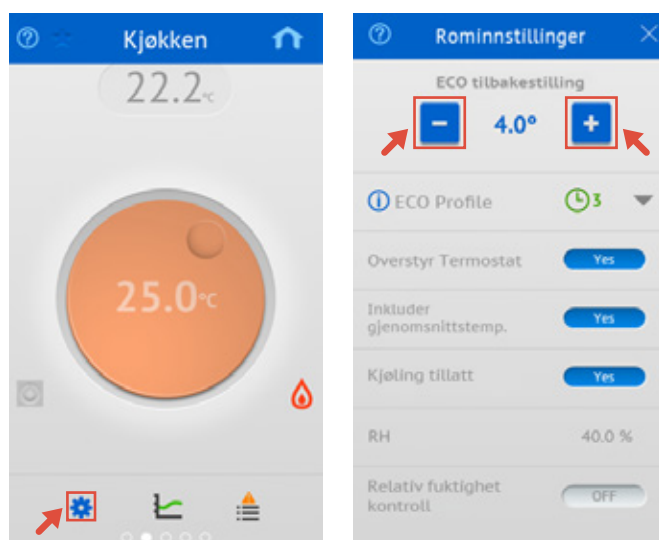 Kjøkken
22.2°C
25.0°C
Rominnstillinger
ECO tilbakestilling
4.0°
ECO Profile
3
Overstyr Termostat
Yes
Inkluder
gjenomsnittstemp.
Yes
Kjøling tillatt
Yes
RH
40.0 %
Relativ fuktighet
kontroll
OFF